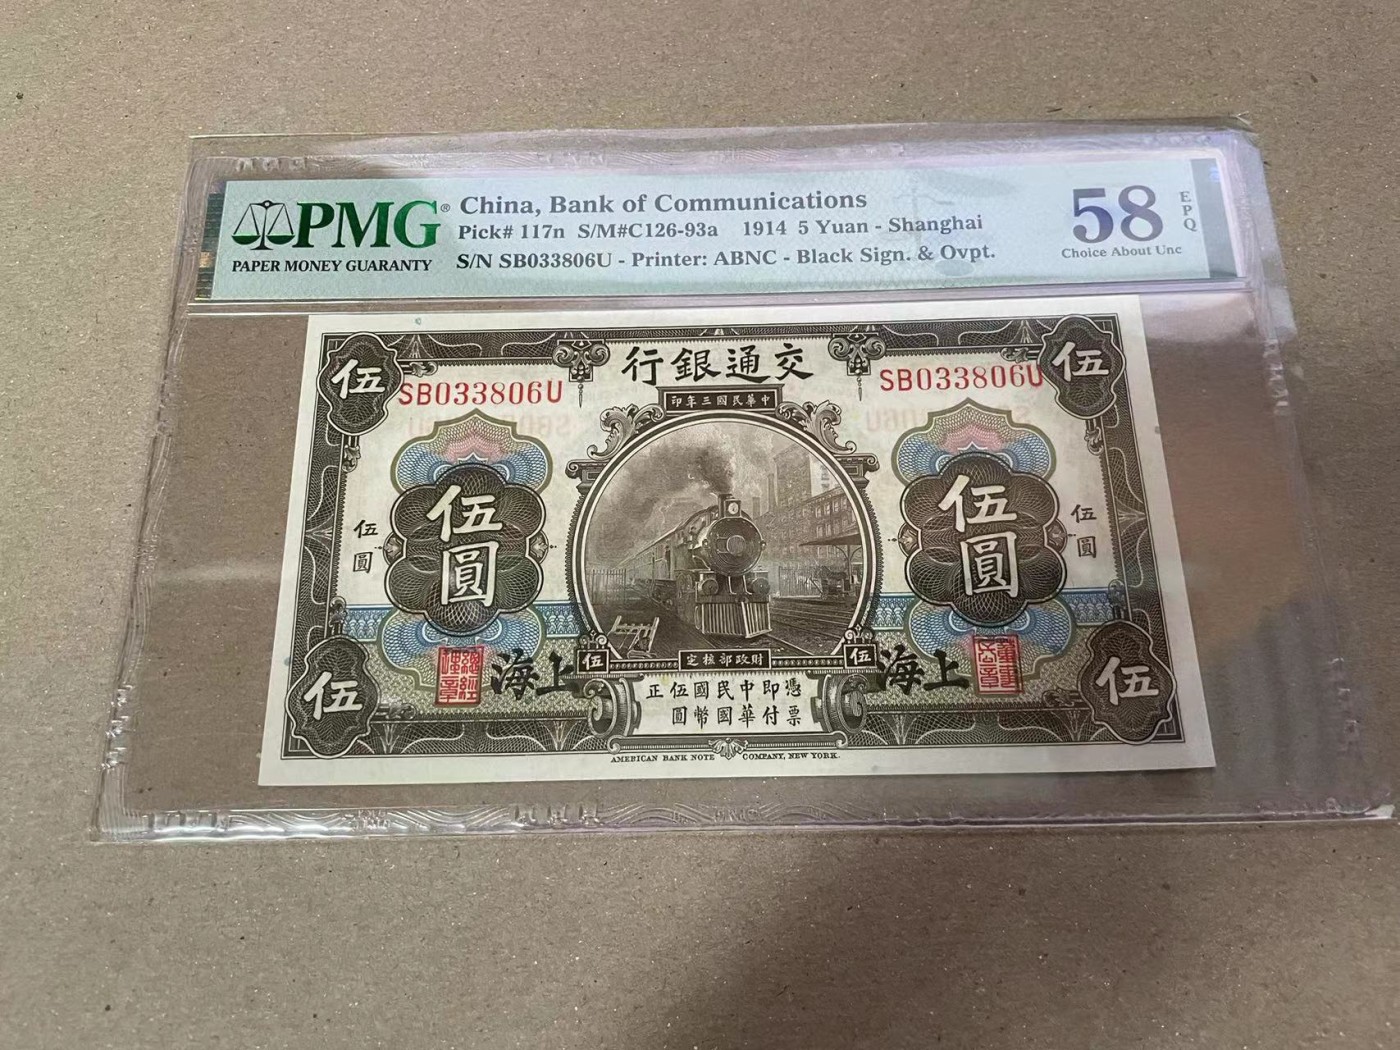 PMG®
PAPER MONEY GUARANTY
China, Bank of Communications
Pick# 117n S/M#C126-93a 1914 5 Yuan - Shanghai
S/N SB033806U - Printer: ABNC - Black Sign. & Ovpt.
58
EPQ
Choice About Unc
行銀通交
印年三國民華中
伍
伍
SB033806U
SB033806U
伍圓
伍圓
伍圓
伍圓
海上
海上
伍
伍
定核部政財
正伍國民中即憑
圓幣國華付票
伍
伍
AMERICAN BANK NOTE COMPANY, NEW YORK.